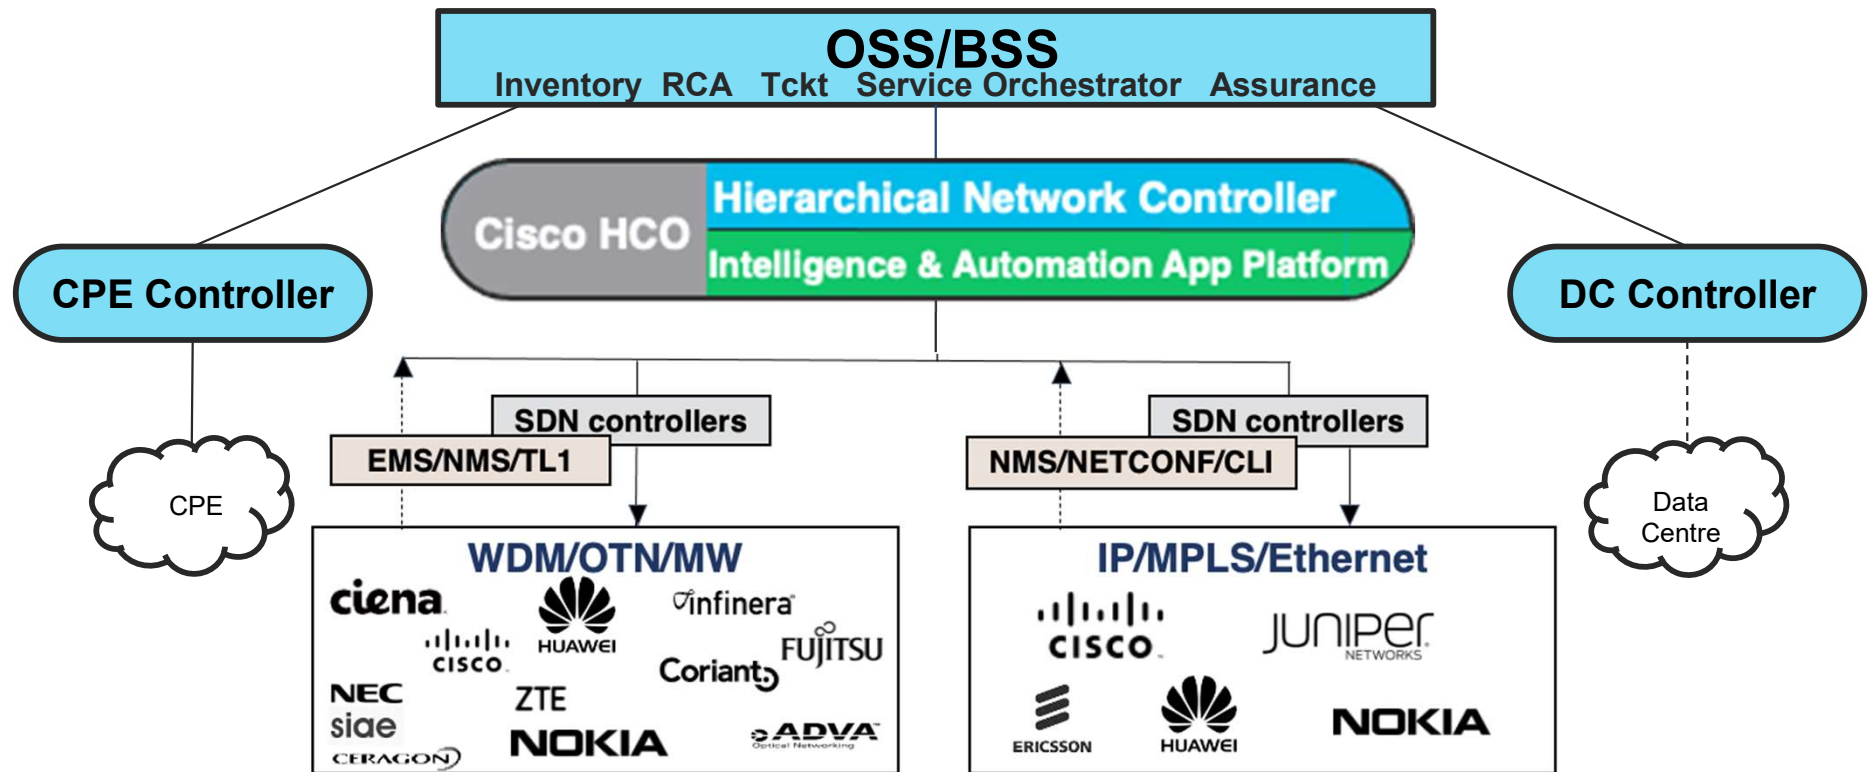 OSS/BSS
Inventory RCA Tckt Service Orchestrator Assurance
Cisco HCO
Hierarchical Network Controller
Intelligence & Automation App Platform
CPE Controller
DC Controller
SDN controllers
EMS/NMS/TL1
SDN controllers
NMS/NETCONF/CLI
CPE
Data
Centre
WDM/OTN/MW
ciena
HUAWEI
infinera
CISCO
FUJITSU
Coriant
NEC
siae
CERAGON
ZTE
NOKIA
ADVA
Optical Networking
IP/MPLS/Ethernet
CISCO
JUNIPER
NETWORKS
ERICSSON
HUAWEI
NOKIA